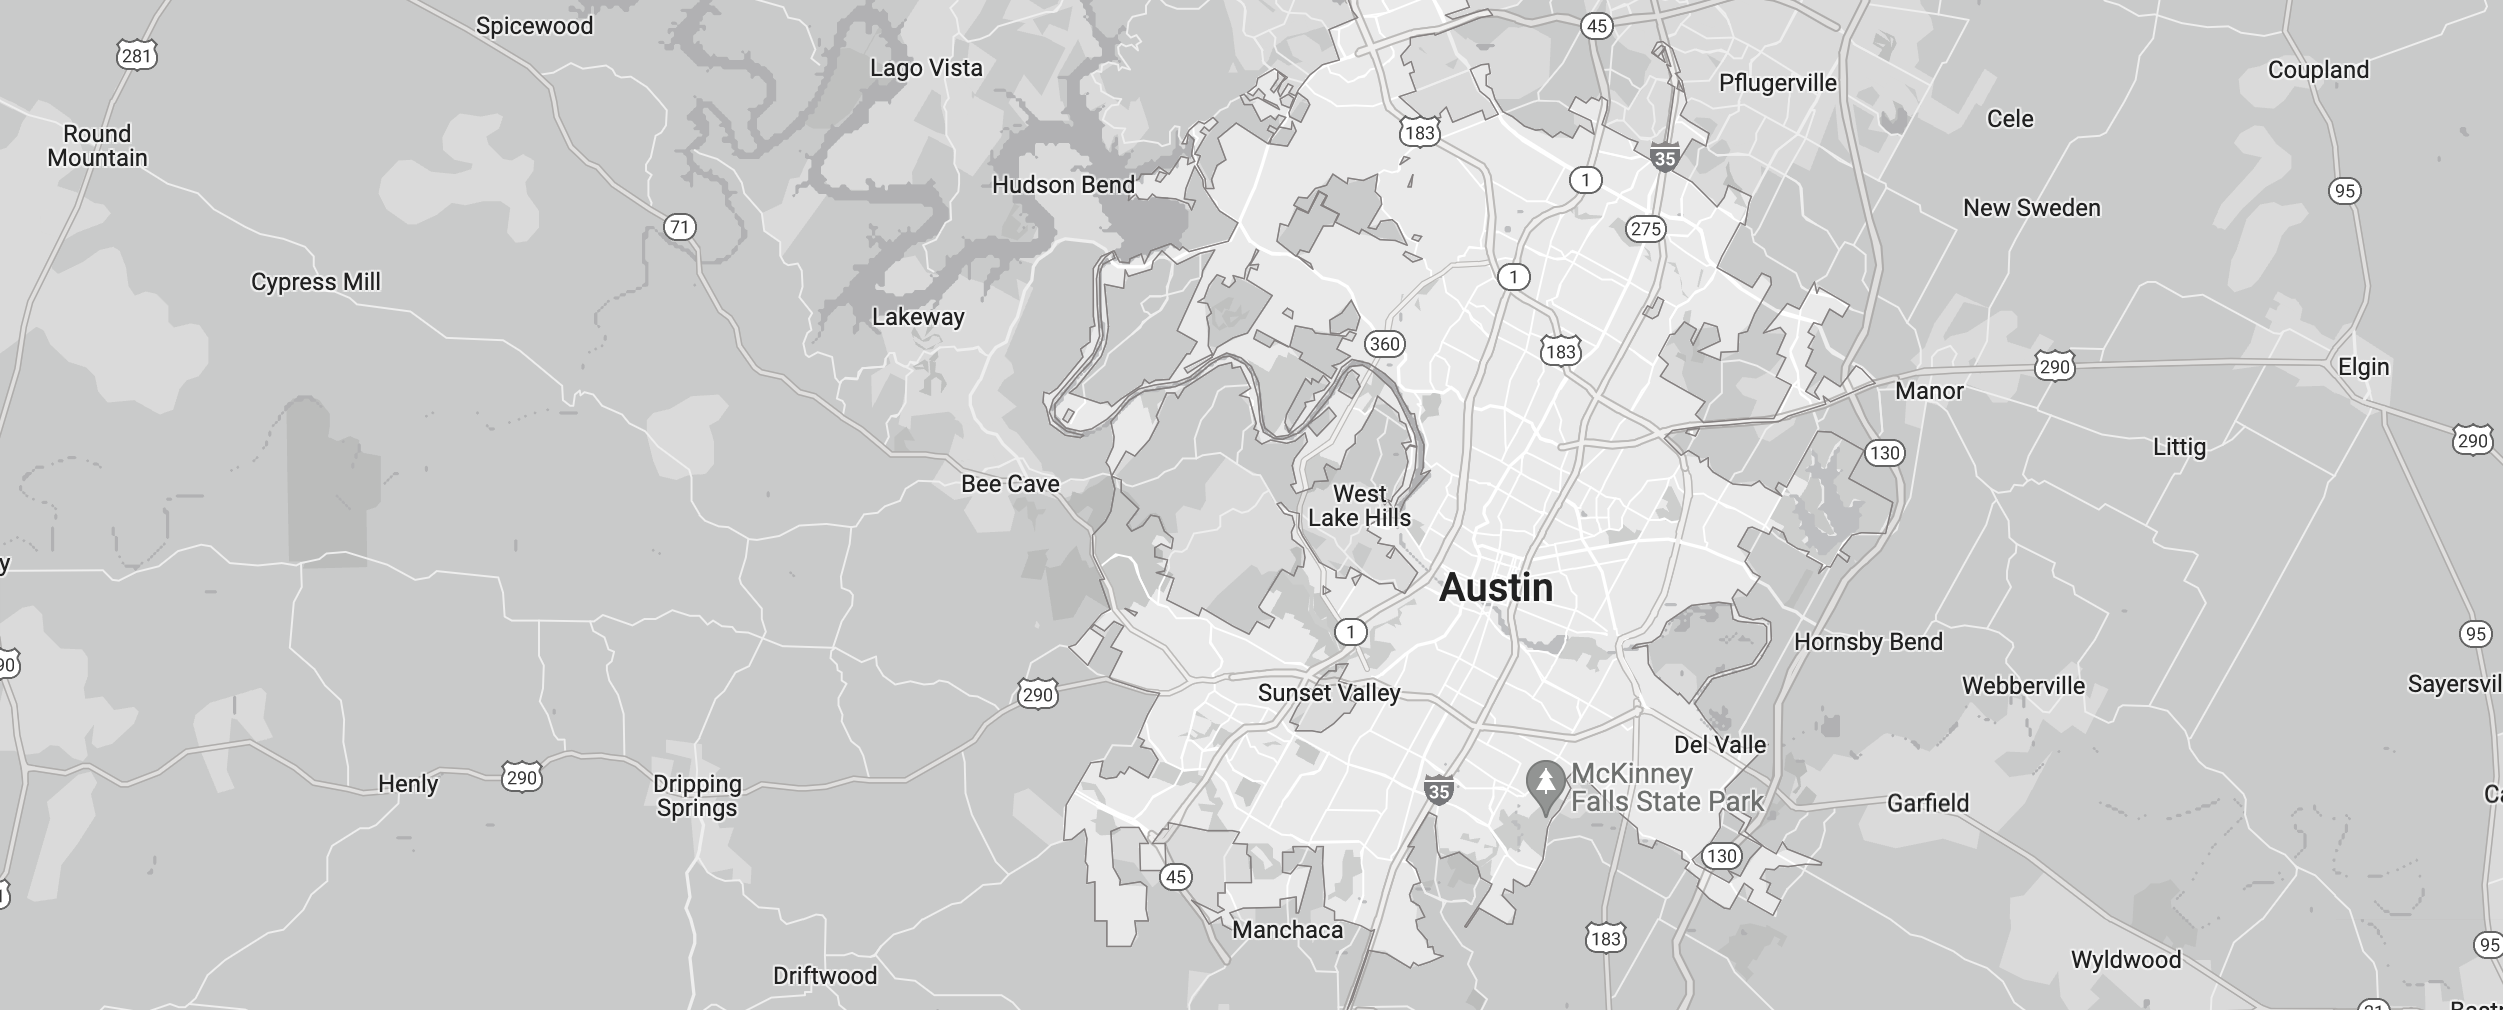 Spicewood
45
281
Lago Vista
Pflugerville
Coupland
Cele
Round
Mountain
183
35
1
Hudson Bend
95
New Sweden
71
275
Cypress Mill
1
Lakeway
360
183
290
Elgin
Manor
290
130
Littig
Bee Cave
West
Lake Hills
y
Austin
1
95
Hornsby Bend
90
290
Sunset Valley
Webberville
Sayersvil
Del Valle
Henly
290
Dripping
Springs
35
McKinney
Falls State Park
Garfield
130
45
Manchaca
183
95
Wyldwood
Driftwood